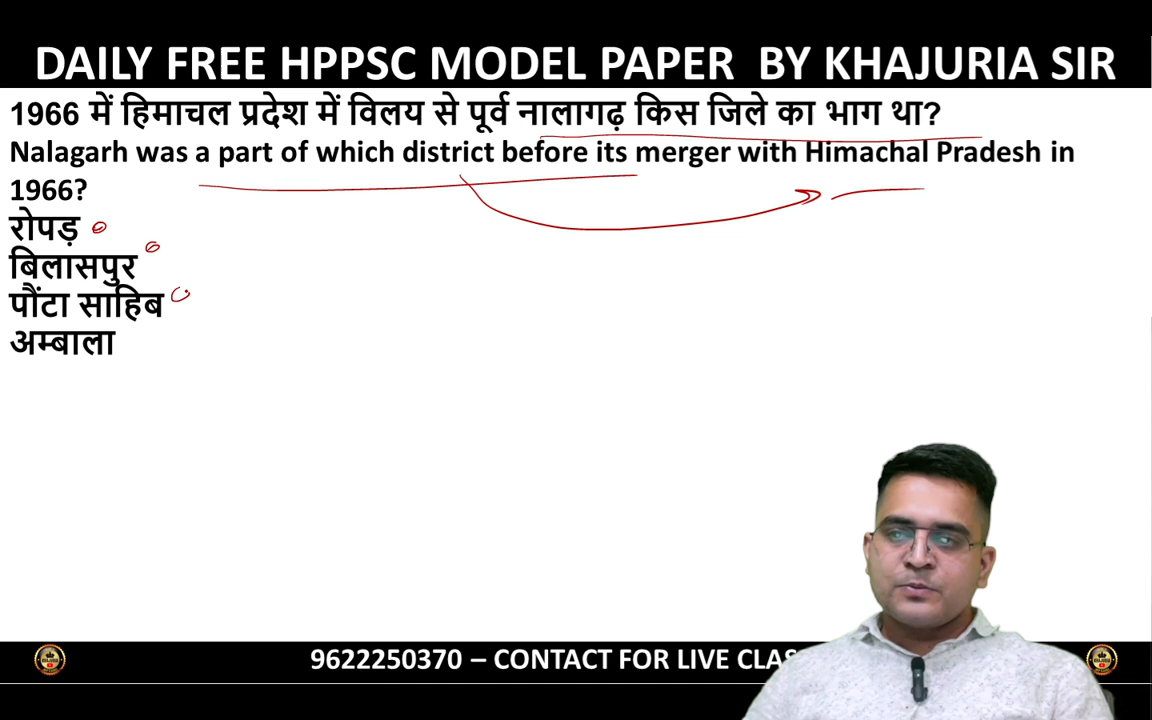 DAILY FREE HPPSC MODEL PAPER BY KHAJURIA SIR
1966 में हिमाचल प्रदेश में विलय से पूर्व नालागढ़ किस जिले का भाग था?
Nalagarh was a part of which district before its merger with Himachal Pradesh in
1966?
रोपड़
बिलासपुर
पौंटा साहिब
अम्बाला
9622250370 – CONTACT FOR LIVE CLAS